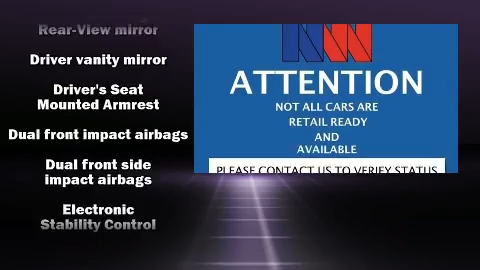 Rear-View mirror
Driver vanity mirror
Driver's Seat
Mounted Armrest
Dual front impact airbags
Dual front side
impact airbags
Electronic
Stability Control
ATTENTION
NOT ALL CARS ARE
RETAIL READY
AND
AVAILABLE
PLEASE CONTACT US TO VERIFY STATUS